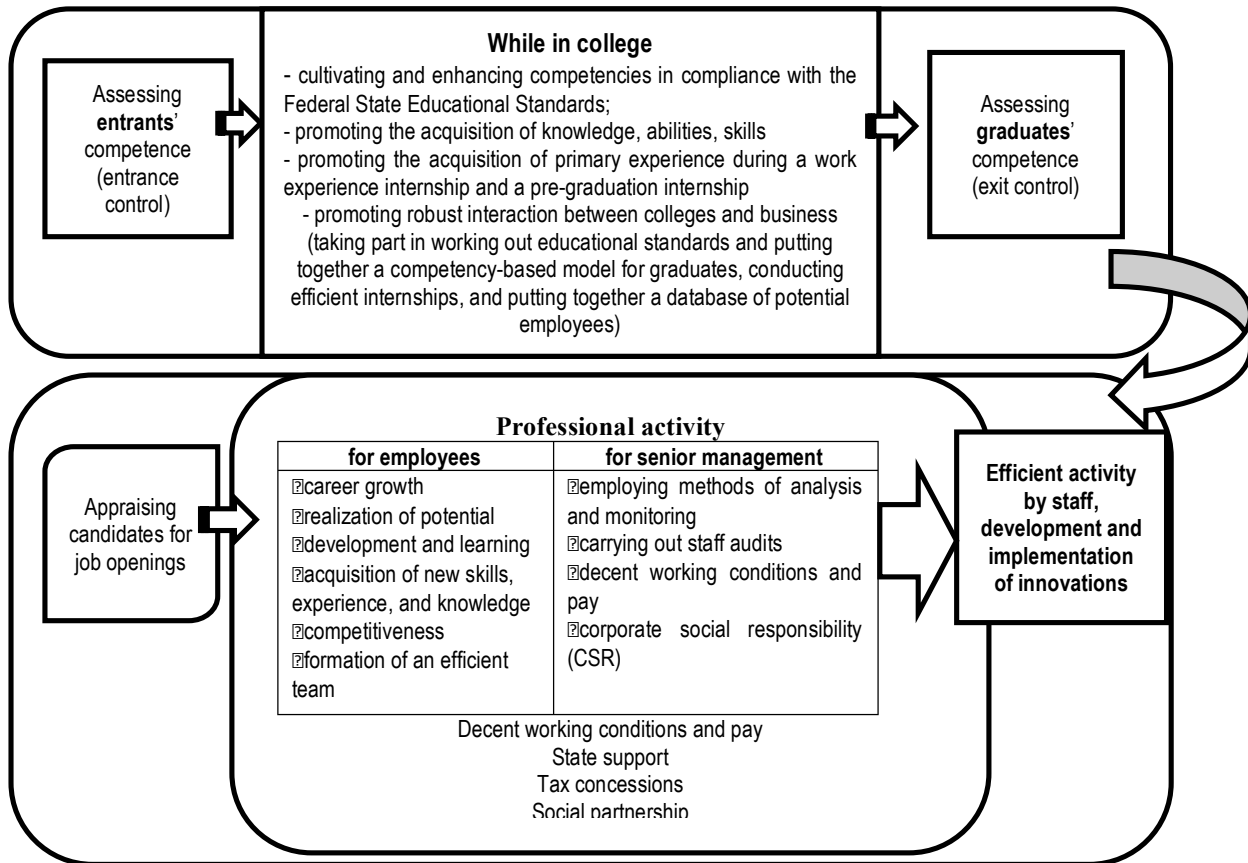 Assessing
entrants'
competence
(entrance
control)
While in college
- cultivating and enhancing competencies in compliance with the
Federal State Educational Standards;
- promoting the acquisition of knowledge, abilities, skills
- promoting the acquisition of primary experience during a work
experience internship and a pre-graduation internship
- promoting robust interaction between colleges and business
(taking part in working out educational standards and putting
together a competency-based model for graduates, conducting
efficient internships, and putting together a database of potential
employees)
Assessing
graduates'
competence
(exit control)
Appraising
candidates for
job openings
Professional activity
for employees
⍰career growth
⍰realization of potential
⍰development and learning
⍰acquisition of new skills,
experience, and knowledge
⍰competitiveness
⍰formation of an efficient
team
for senior management
⍰employing methods of analysis
and monitoring
⍰carrying out staff audits
⍰decent working conditions and
pay
⍰corporate social responsibility
(CSR)
Decent working conditions and pay
State support
Tax concessions
Social partnership
Efficient activity
by staff,
development and
implementation
of innovations